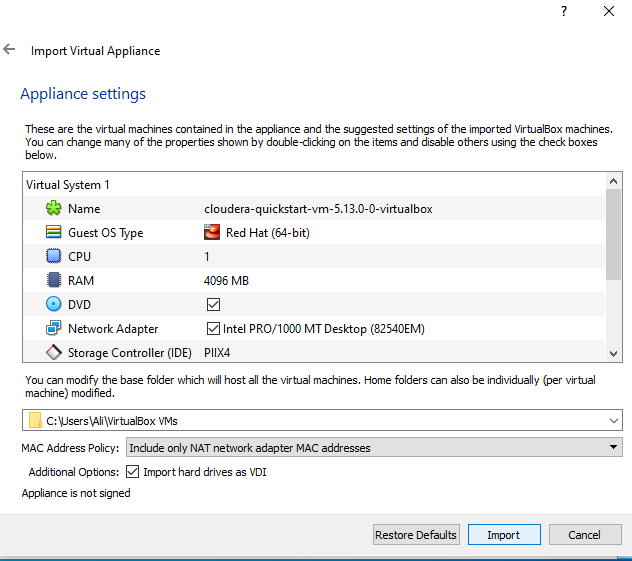 ?
Import Virtual Appliance
Appliance settings
These are the virtual machines contained in the appliance and the suggested settings of the imported VirtualBox machines.
You can change many of the properties shown by double-clicking on the items and disable others using the check boxes
below.
Virtual System 1
Name cloudera-quickstart-vm-5.13.0-0-virtualbox
Guest OS Type Red Hat (64-bit)
CPU 1
RAM 4096 MB
DVD
Network Adapter Intel PRO/1000 MT Desktop (82540EM)
Storage Controller (IDE) PIIX4
You can modify the base folder which will host all the virtual machines. Home folders can also be individually (per virtual
machine) modified.
C:\Users\Ali\VirtualBox VMs
MAC Address Policy: Include only NAT network adapter MAC addresses
Additional Options: Import hard drives as VDI
Appliance is not signed
Restore Defaults Import Cancel